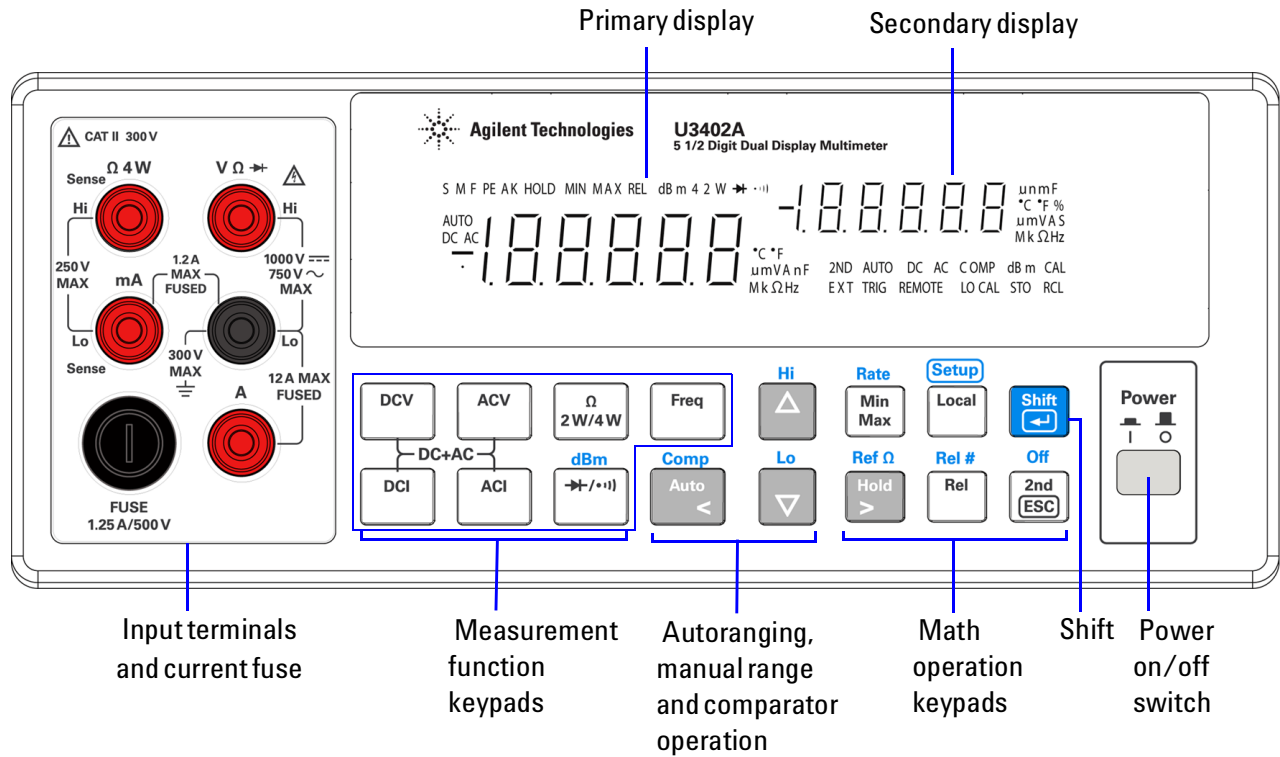 Primary display
Secondary display
Agilent Technologies
U3402A
5 1/2 Digit Dual Display Multimeter
CAT II 300 V
Ω 4 W
V Ω
Sense
Hi
Hi
250 V
MAX
1.2 A
MAX
FUSED
1000 V
750 V
MAX
mA
Lo
Lo
Sense
300 V
MAX
12 A MAX
FUSED
A
FUSE
1.25 A/500 V
S M F PE AK HOLD MIN MAX REL dB m 4 2 W
AUTO
DC AC
-1.8.8.8.8.8
°C °F
µmVA n F
M k Ω Hz
-1.8.8.8.8.8
µnmF
°C °F %
µmVA S
M k Ω Hz
2ND AUTO DC AC COMP dB m CAL
EXT TRIG REMOTE LO CAL STO RCL
DCV
ACV
Ω
2 W/4 W
Freq
DC+AC
DCI
ACI
dBm
Hi
Comp
Auto
<
Lo
Rate
Min
Max
Setup
Local
Shift
Ref Ω
Hold
>
Rel #
Rel
Off
2nd
ESC
Power
I O
Input terminals
and current fuse
Measurement
function
keypads
Autoranging,
manual range
and comparator
operation
Math
operation
keypads
Shift
Power
on/off
switch